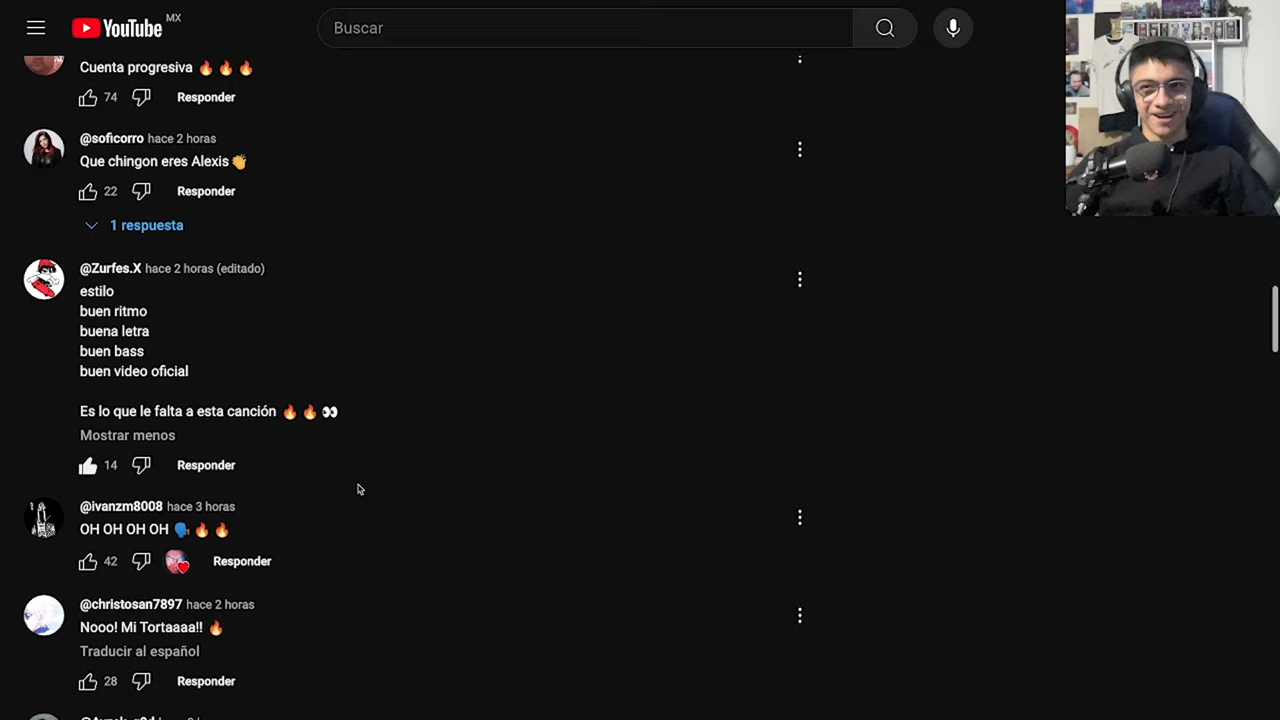 YouTube MX
Buscar
Cuenta progresiva 🔥 🔥 🔥
74 Responder
@soficorro hace 2 horas
Que chingon eres Alexis 👏
22 Responder
1 respuesta
@Zurfes.X hace 2 horas (editado)
estilo
buen ritmo
buena letra
buen bass
buen video oficial
Es lo que le falta a esta canción 🔥 🔥 👀
Mostrar menos
14 Responder
@ivanzm8008 hace 3 horas
OH OH OH OH 🗣️ 🔥 🔥
42 Responder
@christosan7897 hace 2 horas
Nooo! Mi Tortaaaa!! 🔥
Traducir al español
28 Responder